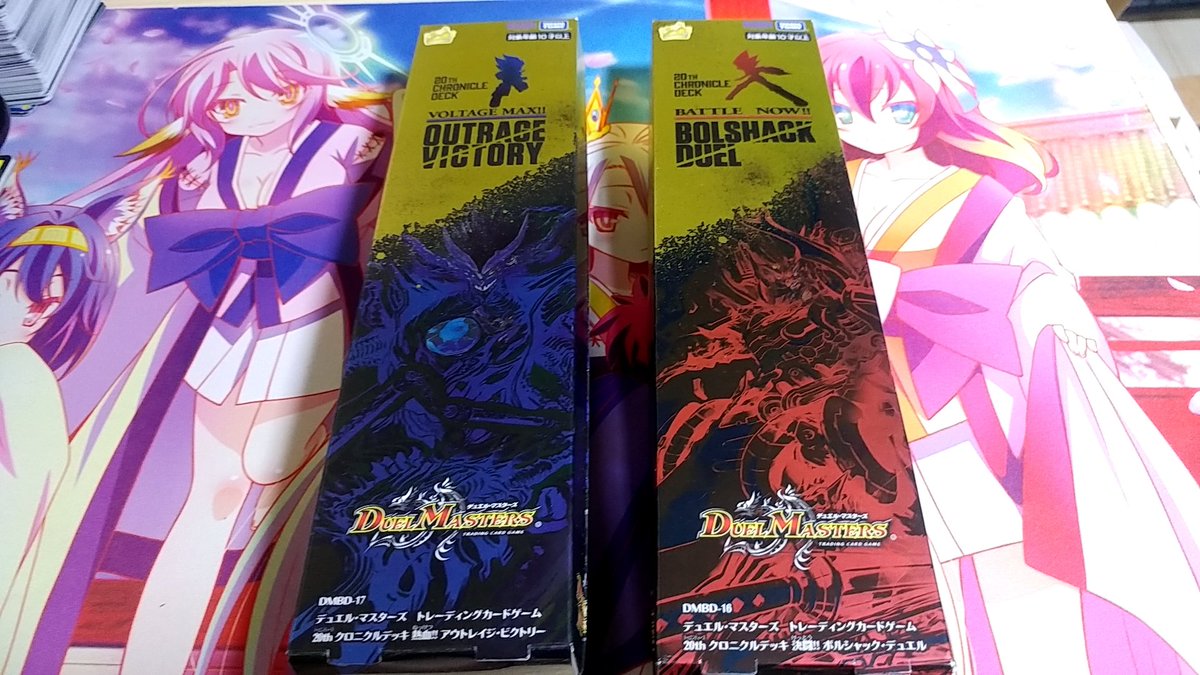 対象年齢10才以上
20TH
CHRONICLE
DECK
VOLTAGE MAX!!
OUTRAGE
VICTORY
デュエル・マスターズ
DUEL MASTERS
TRADING CARD GAME
DMBD-17
デュエル・マスターズ トレーディングカードゲーム
20th クロニクルデッキ 熱血!! アウトレイジ・ビクトリー
対象年齢10才以上
20TH
CHRONICLE
DECK
BATTLE NOW!!
BOLSHACK
DUEL
デュエル・マスターズ
DUEL MASTERS
TRADING CARD GAME
DMBD-16
デュエル・マスターズ トレーディングカードゲーム
20th クロニクルデッキ 決闘!! ボルシャック・デュエル